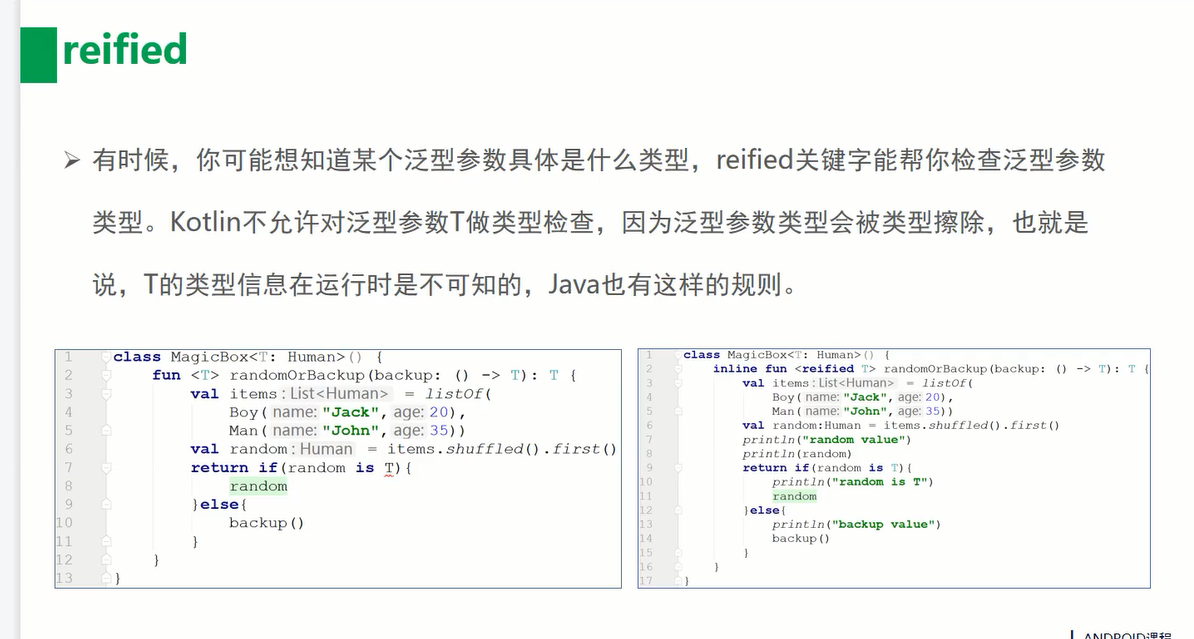 reified
➤ 有时候，你可能想知道某个泛型参数具体是什么类型，reified关键字能帮你检查泛型参数
类型。Kotlin不允许对泛型参数T做类型检查，因为泛型参数类型会被类型擦除，也就是
说，T的类型信息在运行时是不可知的，Java也有这样的规则。
1 class MagicBox<T: Human>() {
2 fun <T> randomOrBackup(backup: () -> T): T {
3 val items : List<Human> = listOf(
4 Boy( name: "Jack", age: 20),
5 Man( name: "John", age: 35))
6 val random : Human = items.shuffled().first()
7 return if(random is T){
8 random
9 }else{
10 backup()
11 }
12 }
13 }
1 class MagicBox<T: Human>() {
2 inline fun <reified T> randomOrBackup(backup: () -> T): T {
3 val items : List<Human> = listOf(
4 Boy( name: "Jack", age: 20),
5 Man( name: "John", age: 35))
6 val random:Human = items.shuffled().first()
7 println("random value")
8 println(random)
9 return if(random is T){
10 println("random is T")
11 random
12 }else{
13 println("backup value")
14 backup()
15 }
16 }
17 }
ANDROID课程